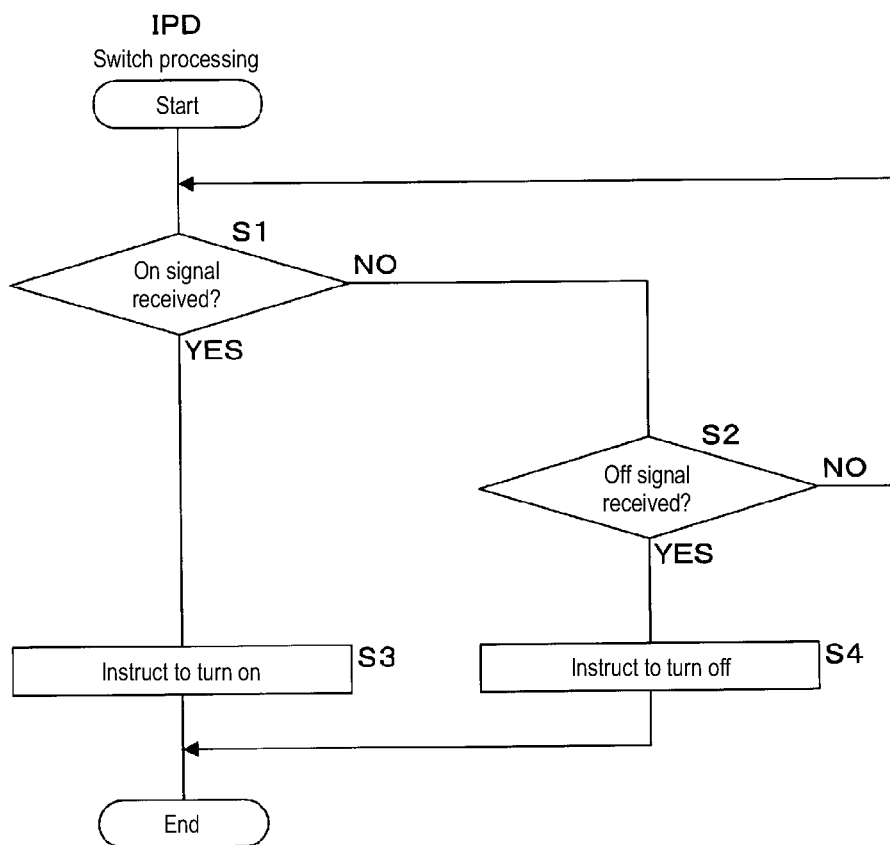 IPD
Switch processing
Start
S1
On signal
received?
NO
YES
S2
Off signal
received?
NO
YES
Instruct to turn on
S3
Instruct to turn off
S4
End